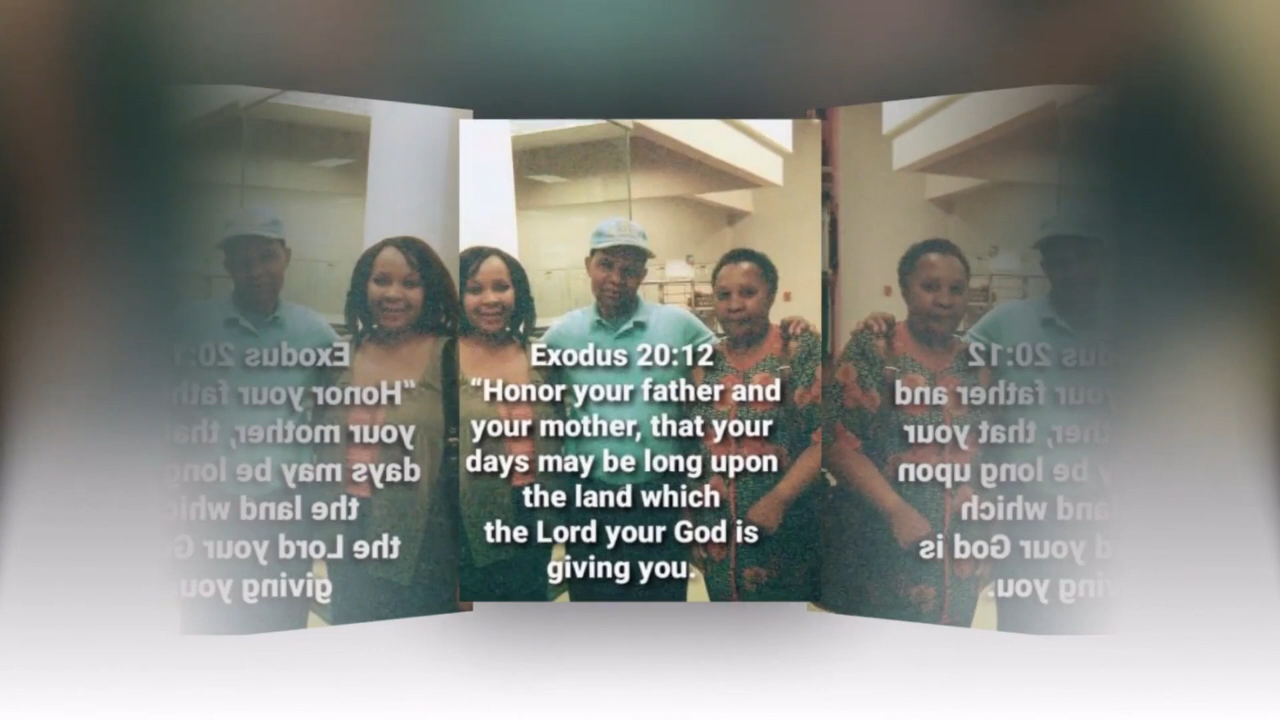 Exodus 20:12
“Honor your father and
your mother, that your
days may be long upon
the land which
the Lord your God is
giving you.